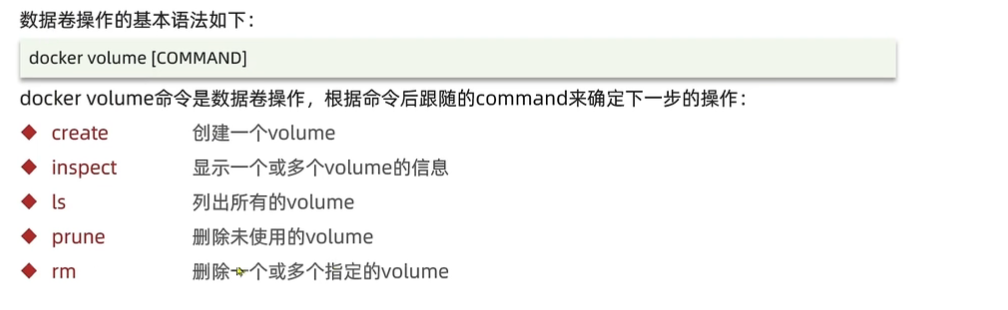 数据卷操作的基本语法如下：
docker volume [COMMAND]
docker volume命令是数据卷操作，根据命令后跟随的command来确定下一步的操作：
create 创建一个volume
inspect 显示一个或多个volume的信息
ls 列出所有的volume
prune 删除未使用的volume
rm 删除一个或多个指定的volume